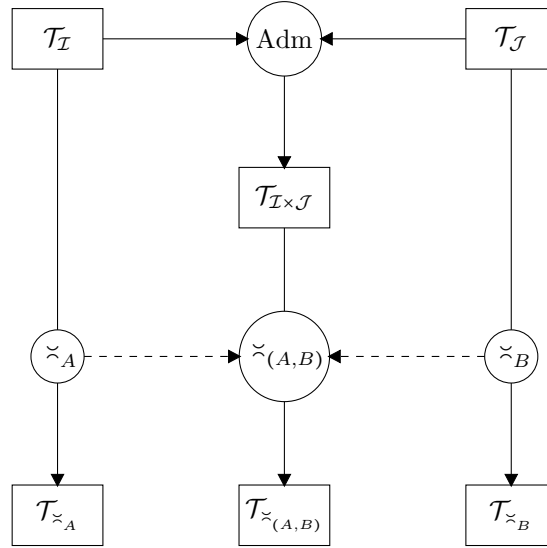 𝒯_ℐ Adm 𝒯_𝒥
𝒯_{ℐ×𝒥}
≍_A ≍_{(A,B)} ≍_B
𝒯_{≍_A} 𝒯_{≍_{(A,B)}} 𝒯_{≍_B}